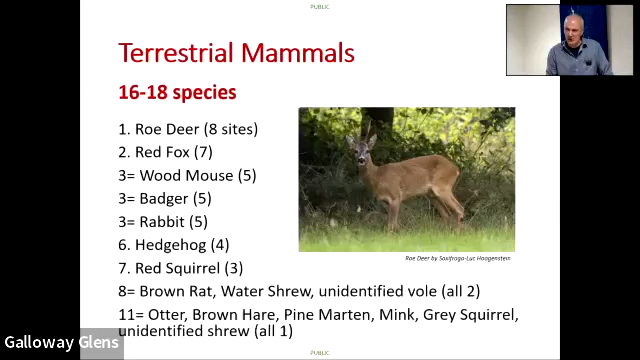 PUBLIC
Terrestrial Mammals
16-18 species
1. Roe Deer (8 sites)
2. Red Fox (7)
3= Wood Mouse (5)
3= Badger (5)
3= Rabbit (5)
6. Hedgehog (4)
7. Red Squirrel (3)
Roe Deer by Saxifraga-Luc Hoogenstein
8= Brown Rat, Water Shrew, unidentified vole (all 2)
11= Otter, Brown Hare, Pine Marten, Mink, Grey Squirrel,
unidentified shrew (all 1)
Galloway Glens
PUBLIC